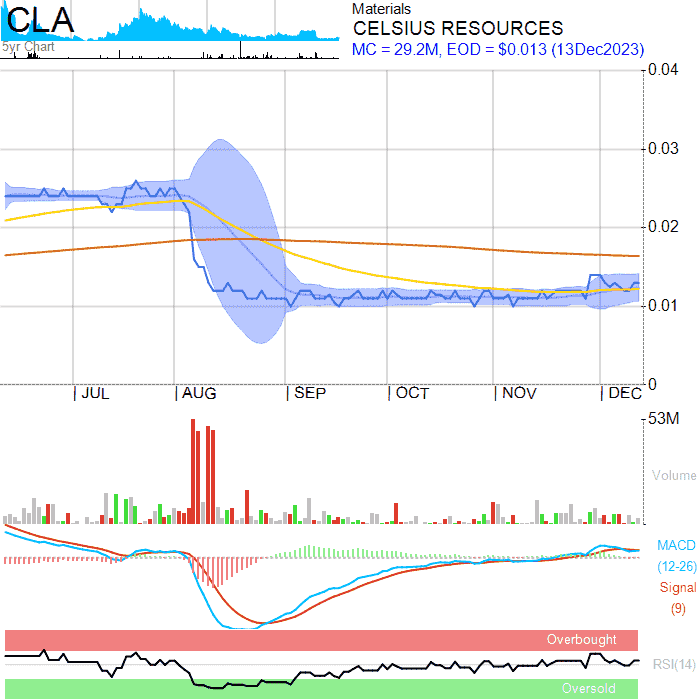 CLA
5yr Chart
Materials
CELSIUS RESOURCES
MC = 29.2M, EOD = $0.013 (13Dec2023)
0.04
0.03
0.02
0.01
0
JUL AUG SEP OCT NOV DEC
53M
Volume
MACD
(12-26)
Signal
(9)
Overbought
RSI(14)
Oversold